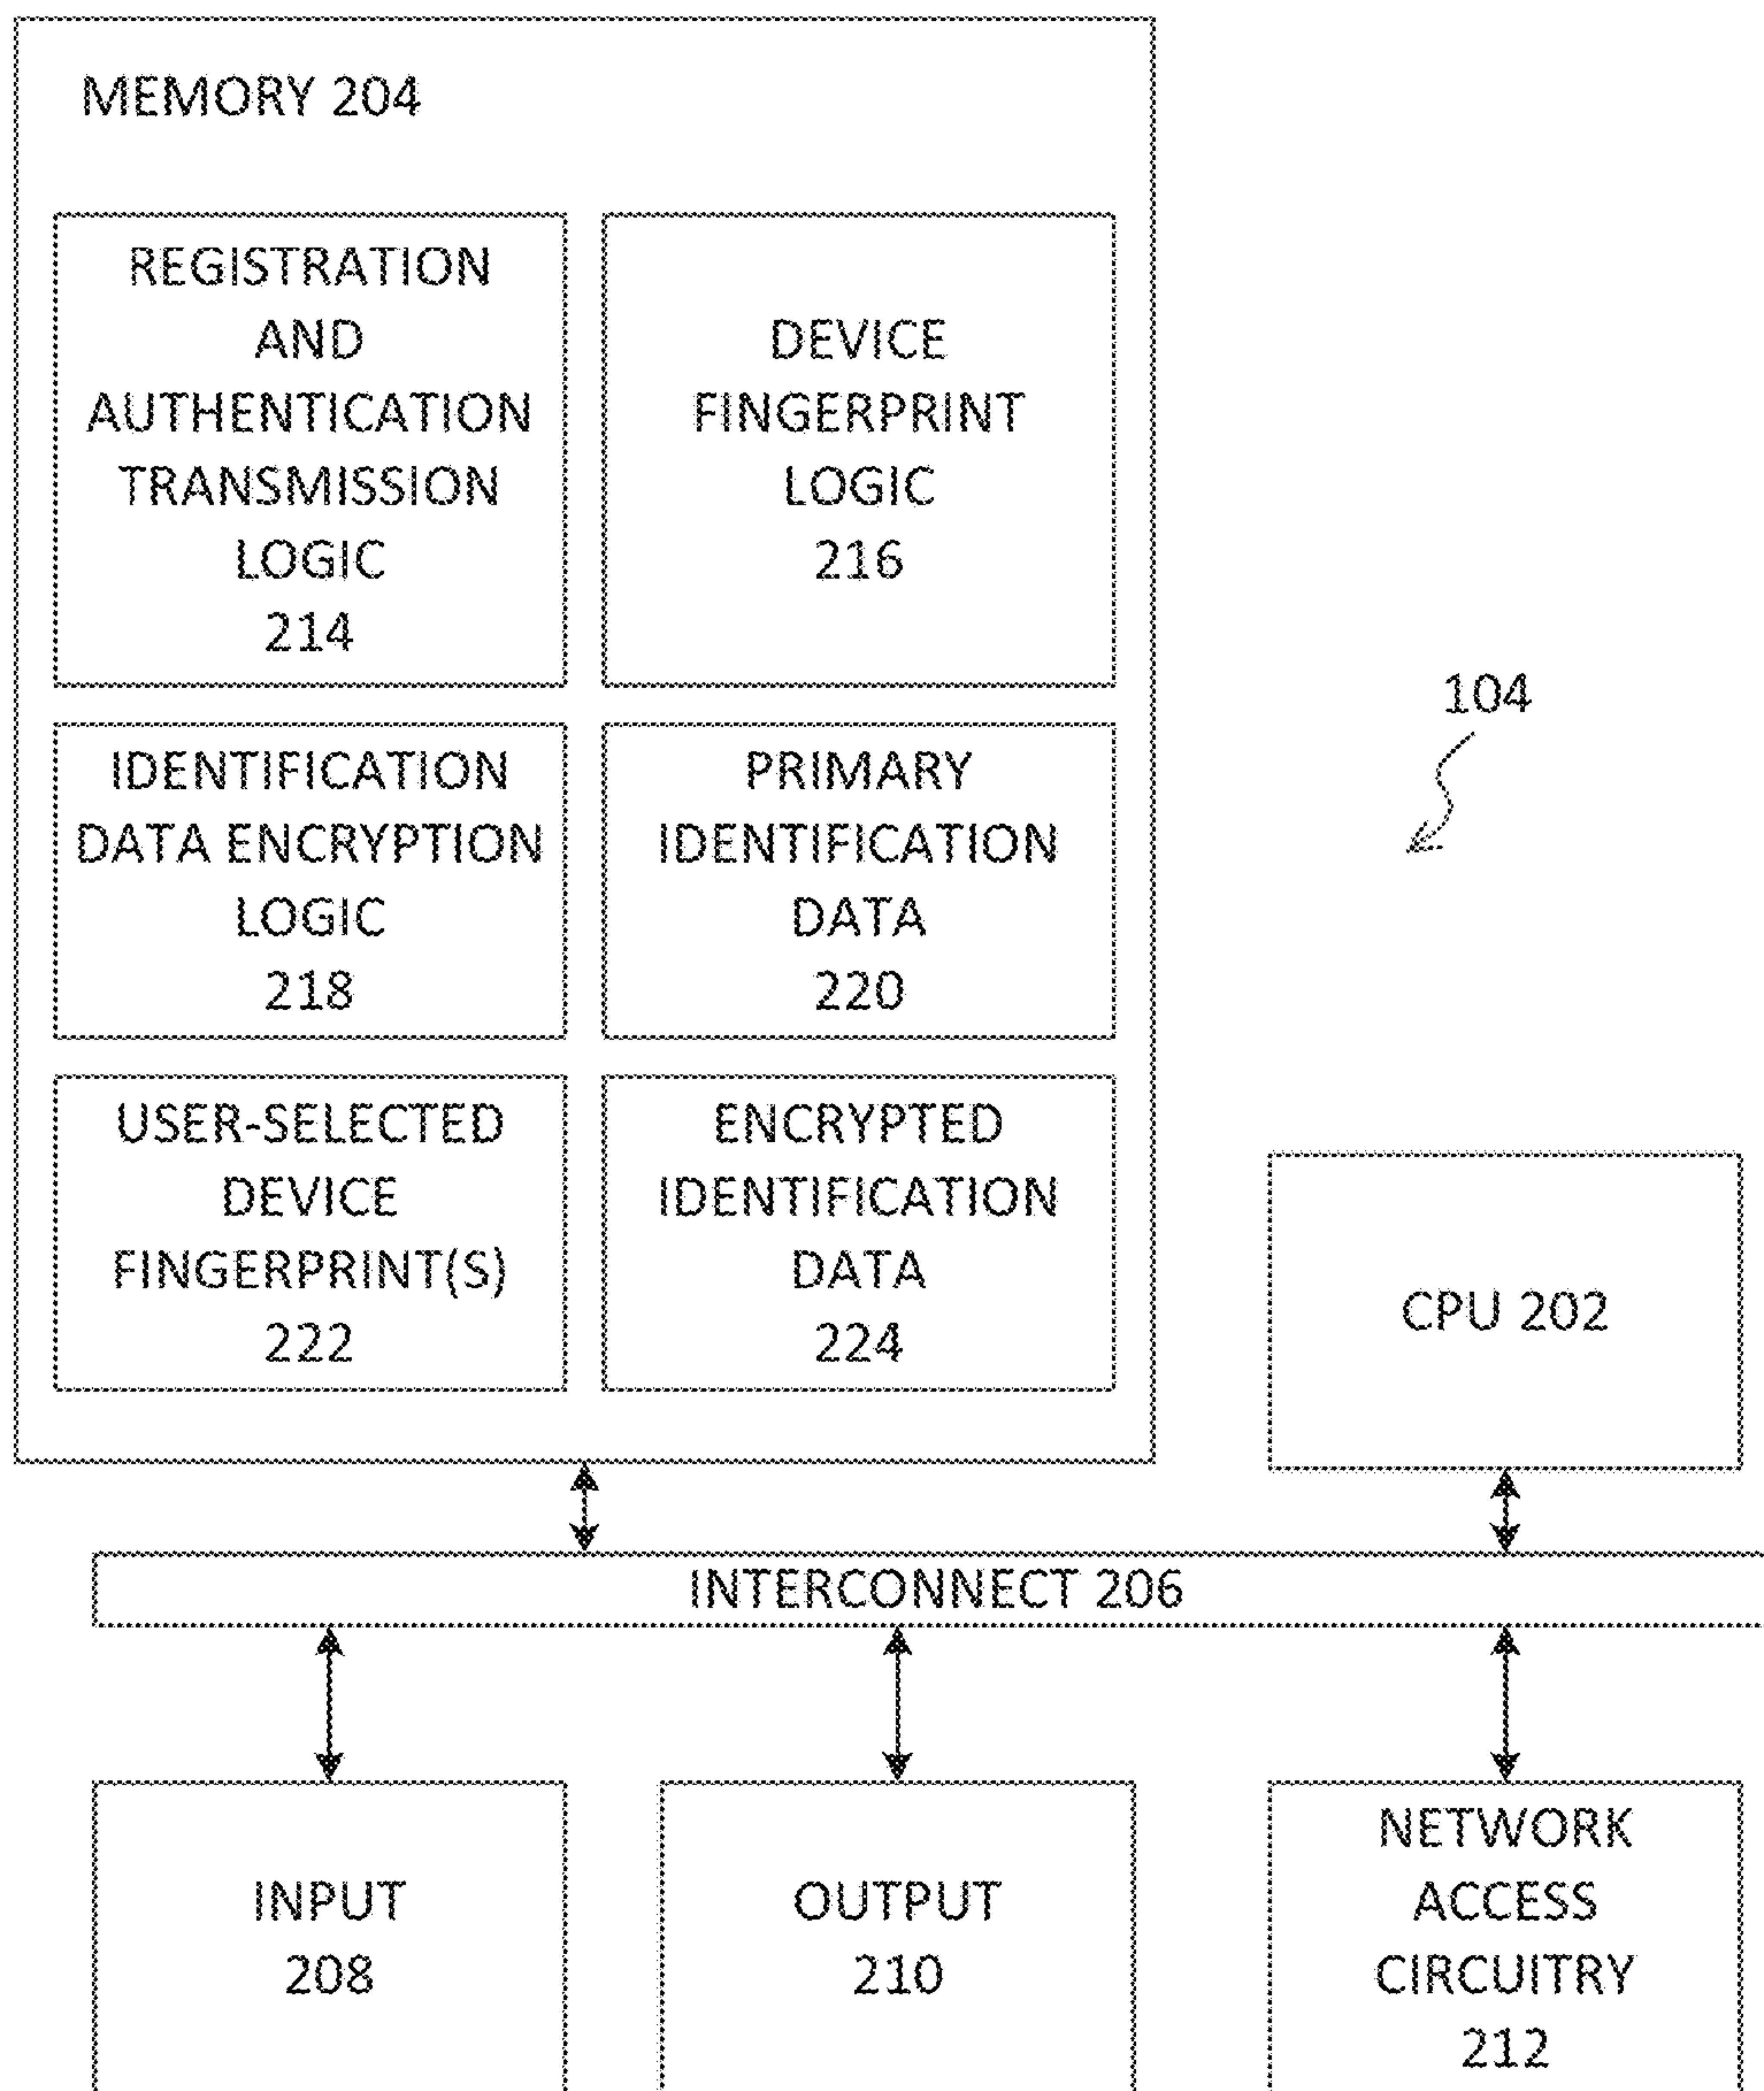 MEMORY 204
REGISTRATION
AND
AUTHENTICATION
TRANSMISSION
LOGIC
214
DEVICE
FINGERPRINT
LOGIC
216
IDENTIFICATION
DATA ENCRYPTION
LOGIC
218
PRIMARY
IDENTIFICATION
DATA
220
USER-SELECTED
DEVICE
FINGERPRINT(S)
222
ENCRYPTED
IDENTIFICATION
DATA
224
104
CPU 202
INTERCONNECT 206
INPUT
208
OUTPUT
210
NETWORK
ACCESS
CIRCUITRY
212